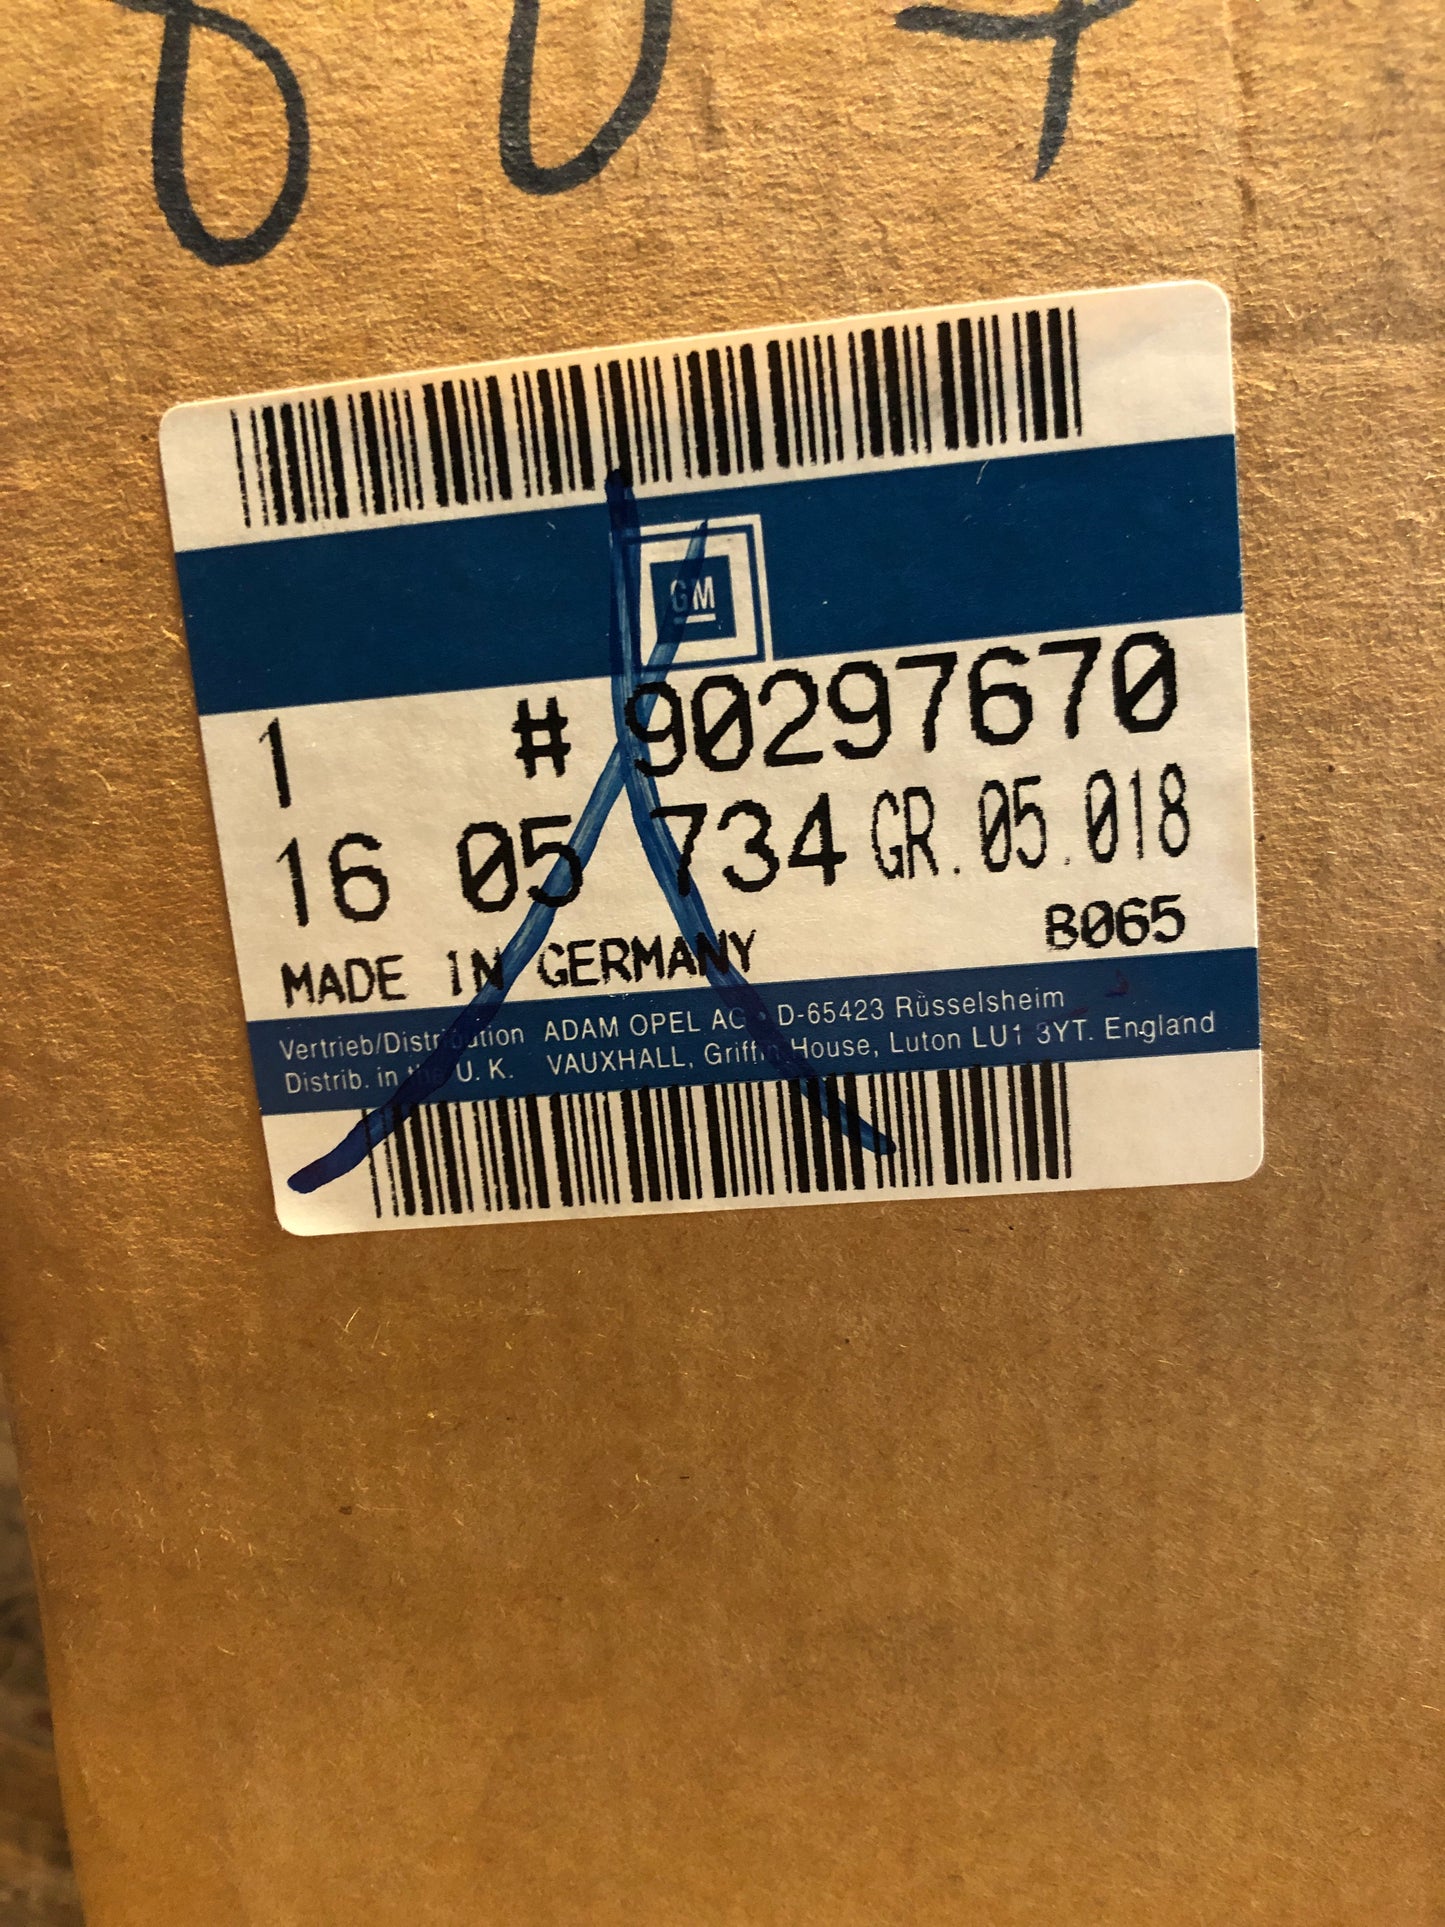 GM
1 # 90297670
16 05 734 GR. 05.018
MADE IN GERMANY B065
Vertrieb/Distribution ADAM OPEL AG • D-65423 Rüsselsheim
Distrib. in the U. K. VAUXHALL, Griffin House, Luton LU1 3YT. England